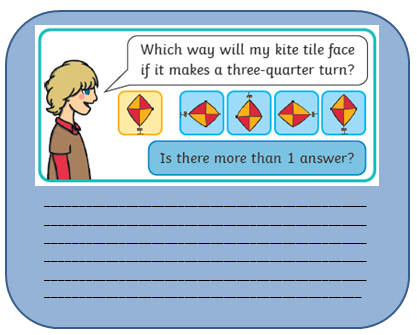 Which way will my kite tile face
if it makes a three-quarter turn?
Is there more than 1 answer?